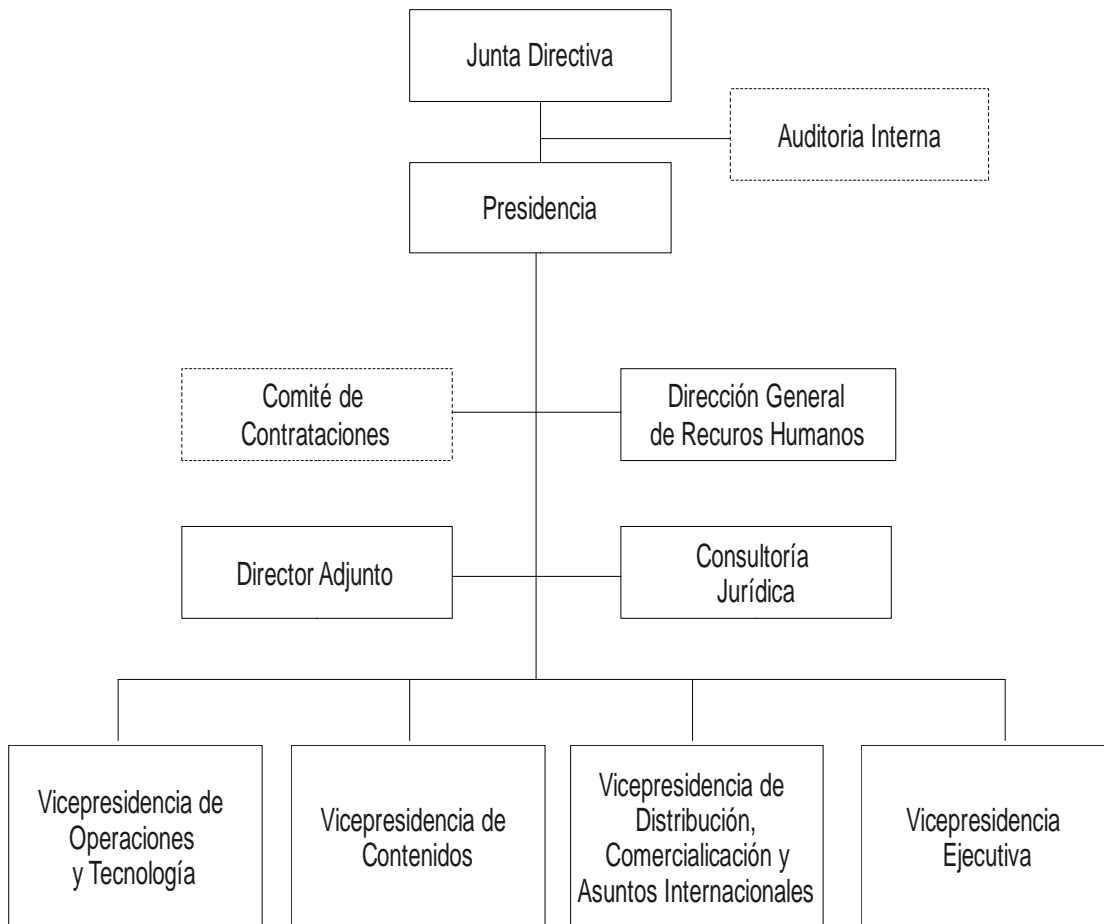 Junta Directiva
Auditoria Interna
Presidencia
Comité de
Contrataciones
Dirección General
de Recuros Humanos
Director Adjunto
Consultoría
Jurídica
Vicepresidencia de
Operaciones
y Tecnología
Vicepresidencia de
Contenidos
Vicepresidencia de
Distribución,
Comercialicación y
Asuntos Internacionales
Vicepresidencia
Ejecutiva